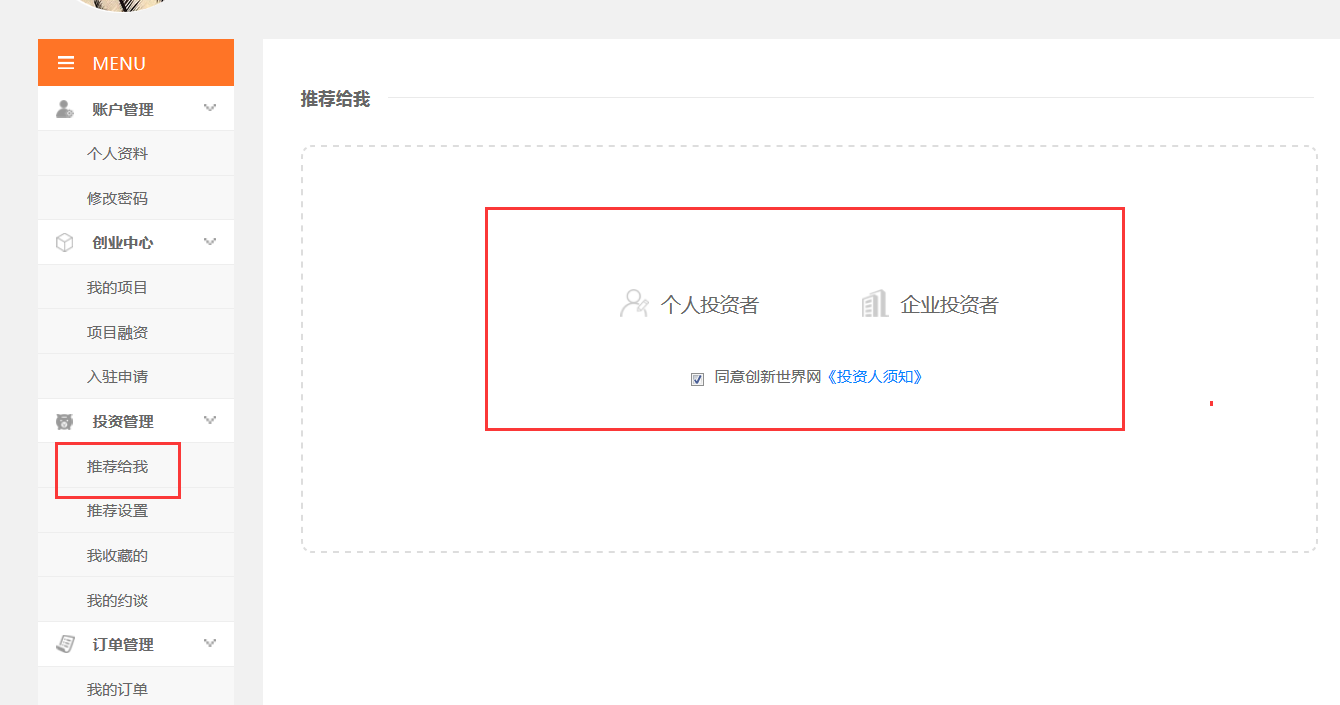 MENU
账户管理
个人资料
修改密码
创业中心
我的项目
项目融资
入驻申请
投资管理
推荐给我
推荐设置
我收藏的
我的约谈
订单管理
我的订单
推荐给我
个人投资者
企业投资者
同意创新世界网《投资人须知》